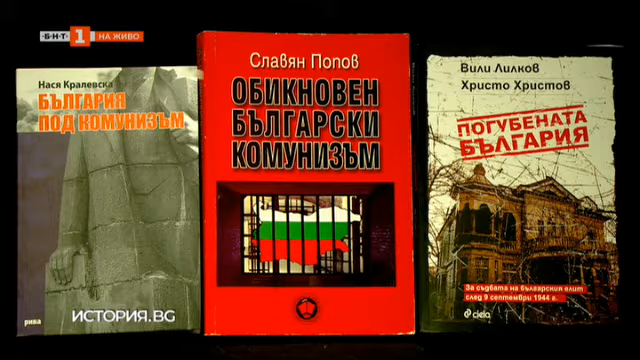 БНТ 1 НА ЖИВО
Нася Кралевска
БЪЛГАРИЯ
ПОД КОМУНИЗЪМ
рива
ИСТОРИЯ.BG
Славян Попов
ОБИКНОВЕН
БЪЛГАРСКИ
КОМУНИЗЪМ
Вили Лилков
Христо Христов
ПОГУБЕНАТА
БЪЛГАРИЯ
За съдбата на българския елит
след 9 септември 1944 г.
ciela